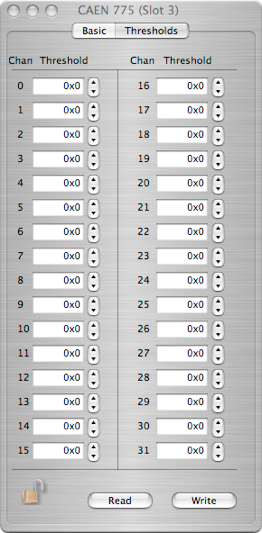 CAEN 775 (Slot 3)
Basic Thresholds
Chan Threshold Chan Threshold
0 0x0 16 0x0
1 0x0 17 0x0
2 0x0 18 0x0
3 0x0 19 0x0
4 0x0 20 0x0
5 0x0 21 0x0
6 0x0 22 0x0
7 0x0 23 0x0
8 0x0 24 0x0
9 0x0 25 0x0
10 0x0 26 0x0
11 0x0 27 0x0
12 0x0 28 0x0
13 0x0 29 0x0
14 0x0 30 0x0
15 0x0 31 0x0
Read Write